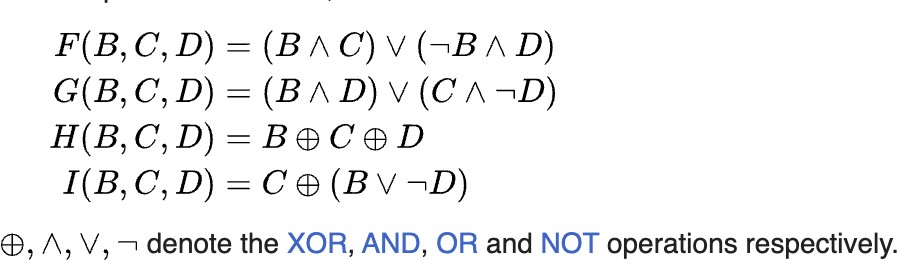 F(B, C, D) = (B ∧ C) ∨ (¬B ∧ D)
G(B, C, D) = (B ∧ D) ∨ (C ∧ ¬D)
H(B, C, D) = B ⊕ C ⊕ D
I(B, C, D) = C ⊕ (B ∨ ¬D)
⊕, ∧, ∨, ¬ denote the XOR, AND, OR and NOT operations respectively.